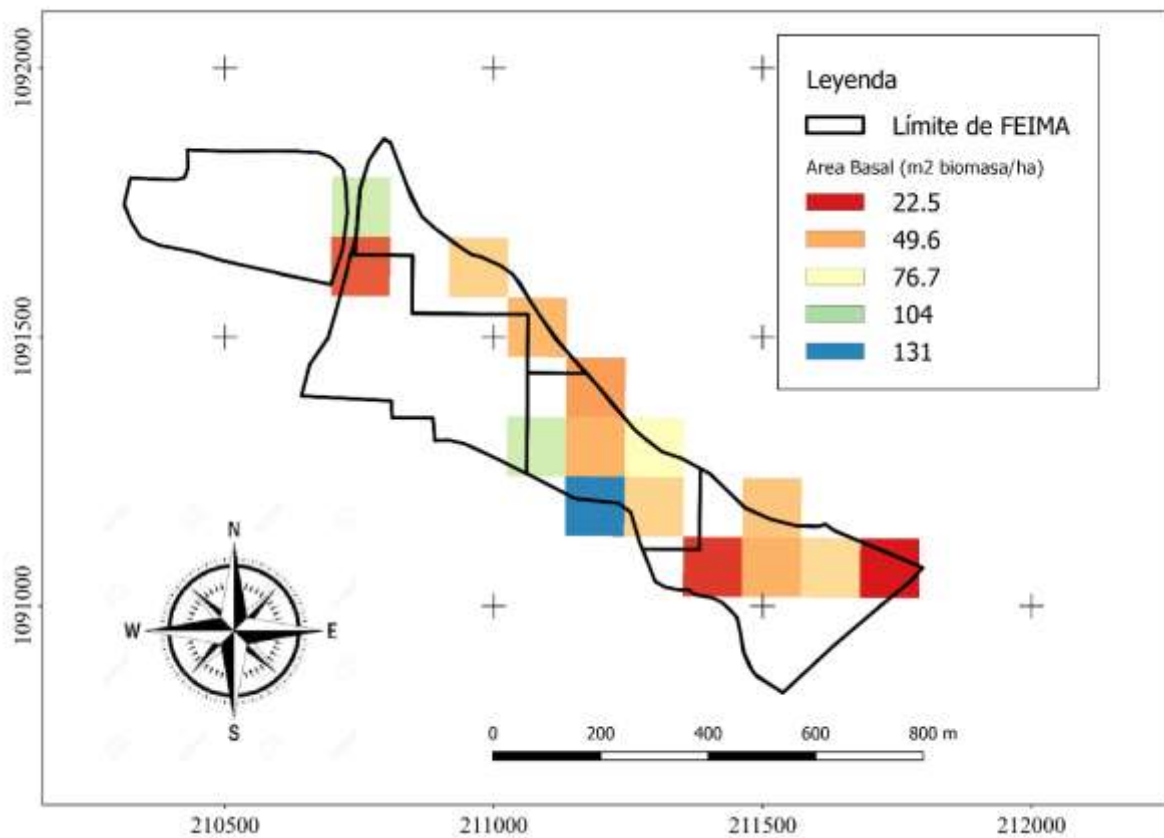 Leyenda
Límite de FEIMA
Area Basal (m2 biomasa/ha)
22.5
49.6
76.7
104
131
1092000
1091500
1091000
N
W
E
S
0 200 400 600 800 m
210500 211000 211500 212000